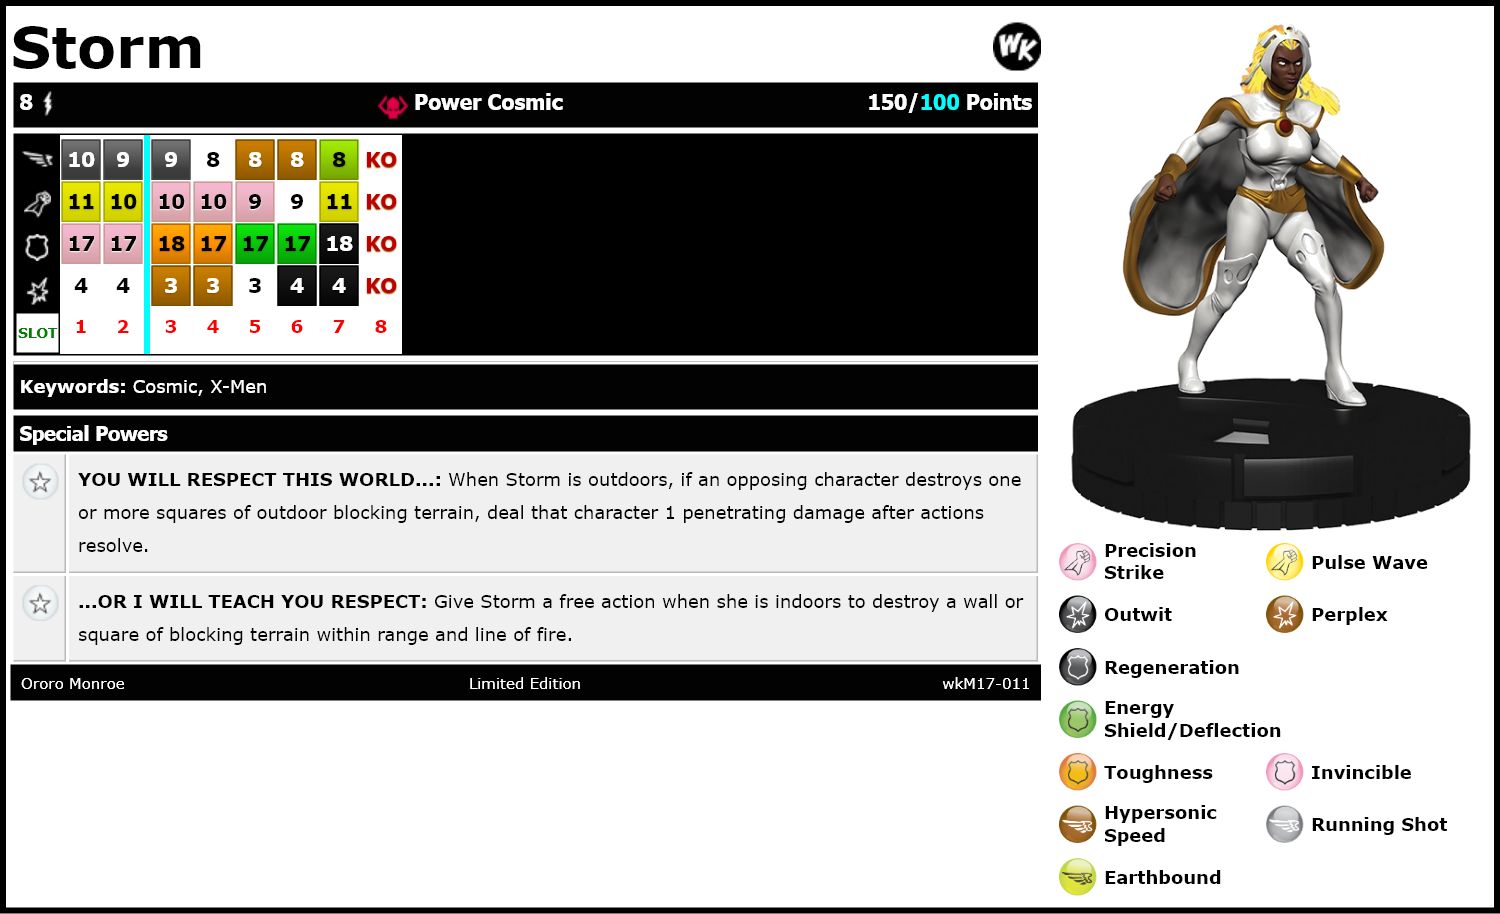 Storm
WK
8 Power Cosmic 150/100 Points
10 9 9 8 8 8 8 KO
11 10 10 10 9 9 11 KO
17 17 18 17 17 17 18 KO
4 4 3 3 3 4 4 KO
SLOT 1 2 3 4 5 6 7 8
Keywords: Cosmic, X-Men
Special Powers
YOU WILL RESPECT THIS WORLD...: When Storm is outdoors, if an opposing character destroys one
or more squares of outdoor blocking terrain, deal that character 1 penetrating damage after actions
resolve.
...OR I WILL TEACH YOU RESPECT: Give Storm a free action when she is indoors to destroy a wall or
square of blocking terrain within range and line of fire.
Ororo Monroe Limited Edition wkM17-011
Precision
Strike
Pulse Wave
Outwit
Perplex
Regeneration
Energy
Shield/Deflection
Toughness
Invincible
Hypersonic
Speed
Running Shot
Earthbound